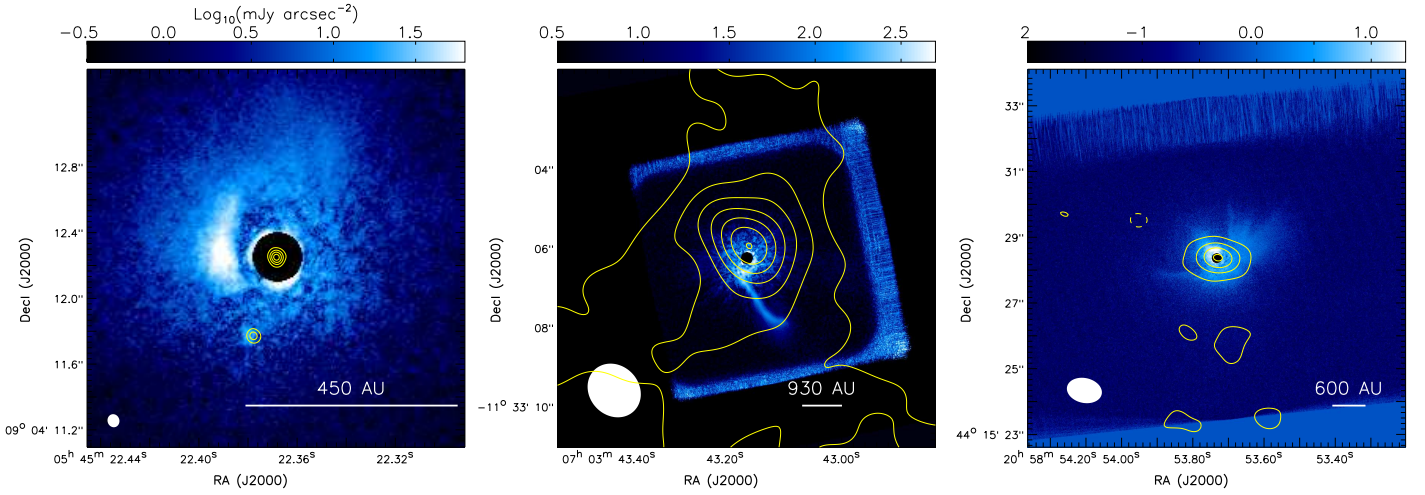 Log₁₀(mJy arcsec⁻²)
−0.5 0.0 0.5 1.0 1.5
Decl (J2000)
12.8''
12.4''
12.0''
11.6''
09° 04' 11.2''
450 AU
05ʰ 45ᵐ 22.44ˢ 22.40ˢ 22.36ˢ 22.32ˢ
RA (J2000)
0.5 1.0 1.5 2.0 2.5
Decl (J2000)
04''
06''
08''
−11° 33' 10''
930 AU
07ʰ 03ᵐ 43.40ˢ 43.20ˢ 43.00ˢ
RA (J2000)
2 −1 0.0 1.0
Decl (J2000)
33''
31''
29''
27''
25''
44° 15' 23''
600 AU
20ʰ 58ᵐ 54.20ˢ 54.00ˢ 53.80ˢ 53.60ˢ 53.40ˢ
RA (J2000)